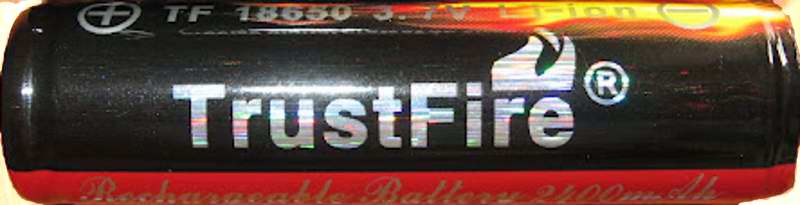 ⊕ TF 18650 3.7V Li-ion ⊖
TrustFire®
Rechargeable Battery 2400mAh